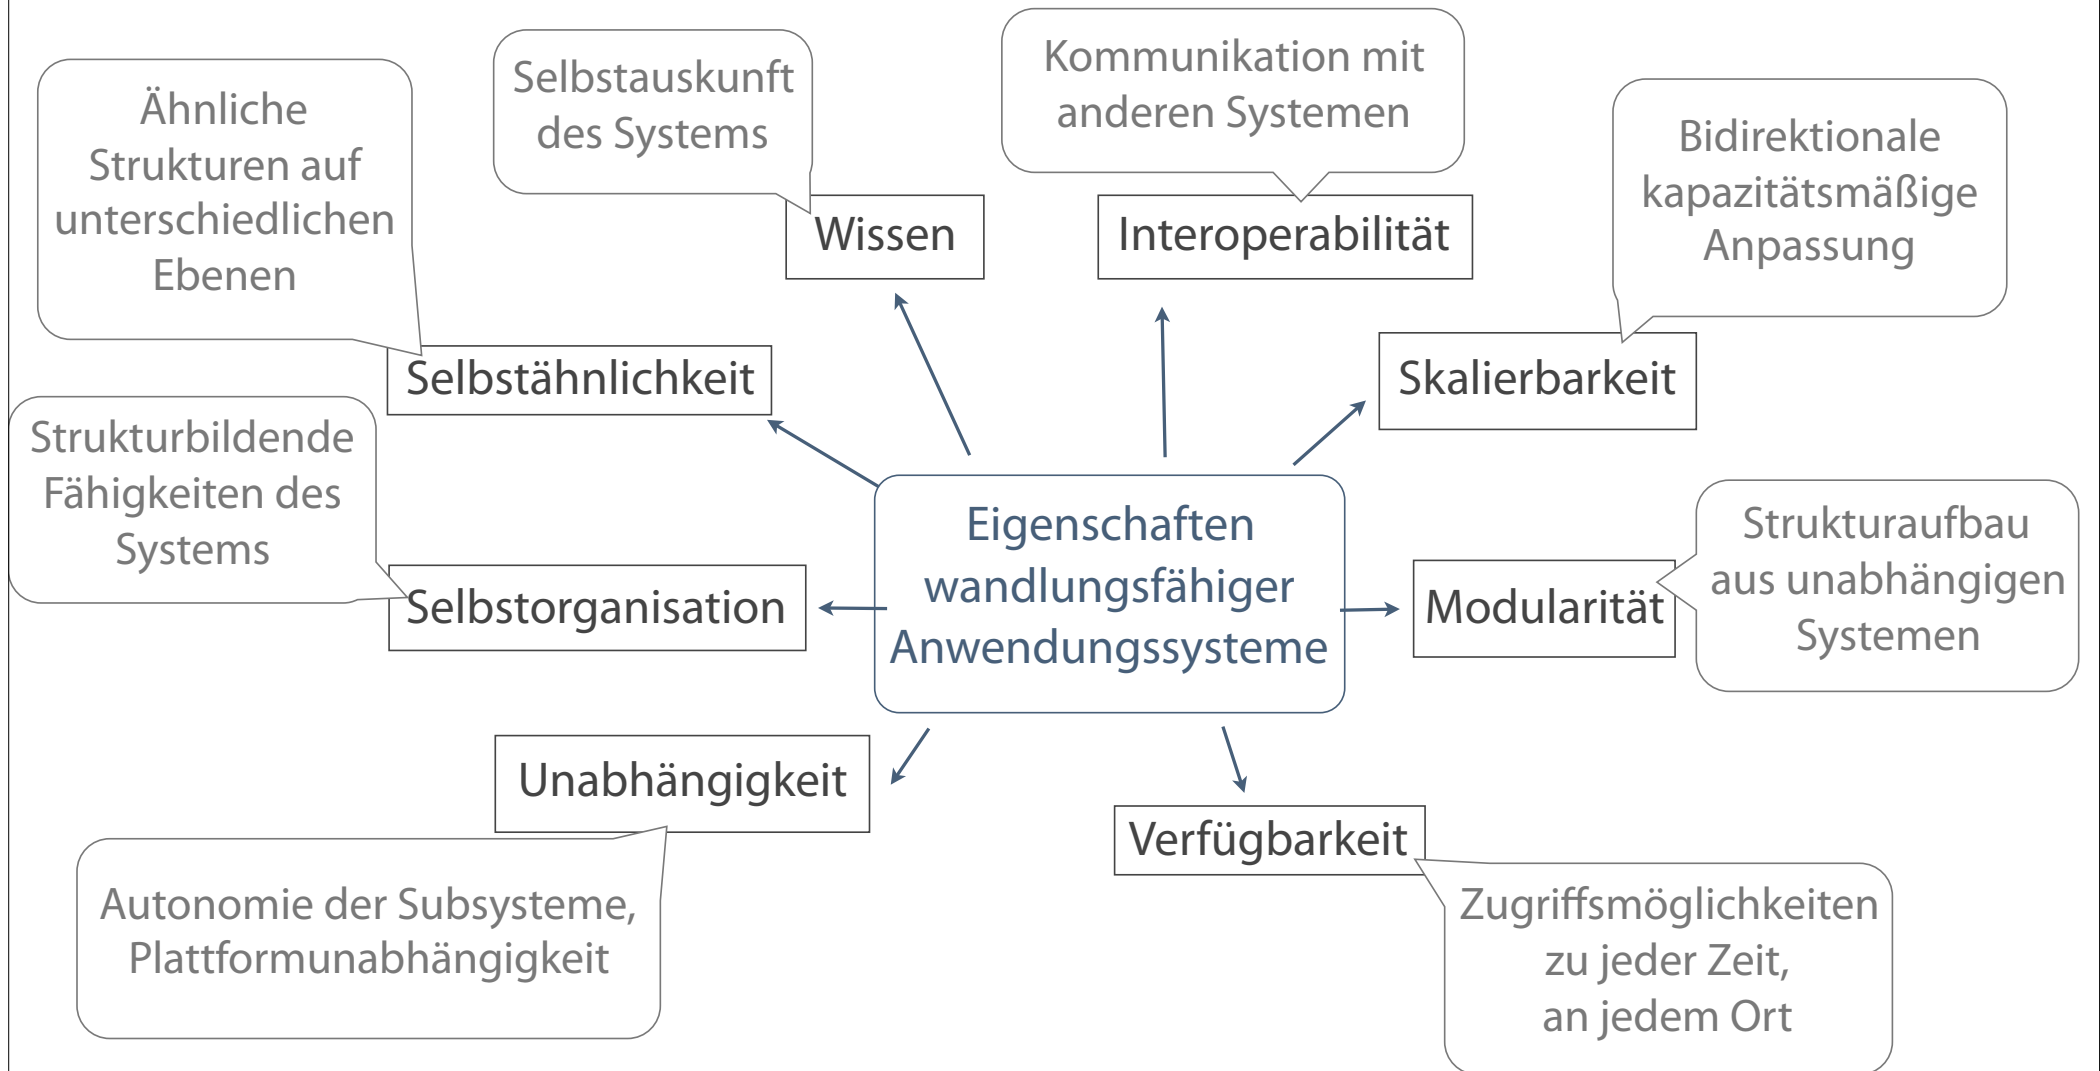 Ähnliche
Strukturen auf
unterschiedlichen
Ebenen
Selbstauskunft
des Systems
Kommunikation mit
anderen Systemen
Bidirektionale
kapazitätsmäßige
Anpassung
Wissen
Interoperabilität
Selbstähnlichkeit
Skalierbarkeit
Strukturbildende
Fähigkeiten des
Systems
Eigenschaften
wandlungsfähiger
Anwendungssysteme
Strukturaufbau
aus unabhängigen
Systemen
Selbstorganisation
Modularität
Unabhängigkeit
Verfügbarkeit
Autonomie der Subsysteme,
Plattformunabhängigkeit
Zugriffsmöglichkeiten
zu jeder Zeit,
an jedem Ort